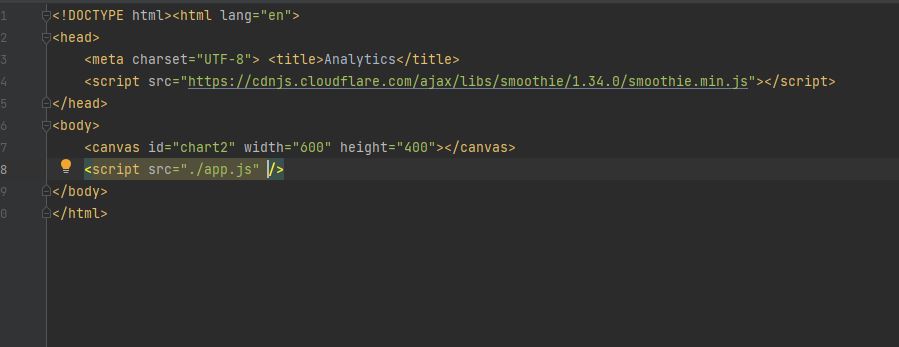 1 <!DOCTYPE html><html lang="en">
2 <head>
3 <meta charset="UTF-8"> <title>Analytics</title>
4 <script src="https://cdnjs.cloudflare.com/ajax/libs/smoothie/1.34.0/smoothie.min.js"></script>
5 </head>
6 <body>
7 <canvas id="chart2" width="600" height="400"></canvas>
8 <script src="./app.js" />
9 </body>
0 </html>